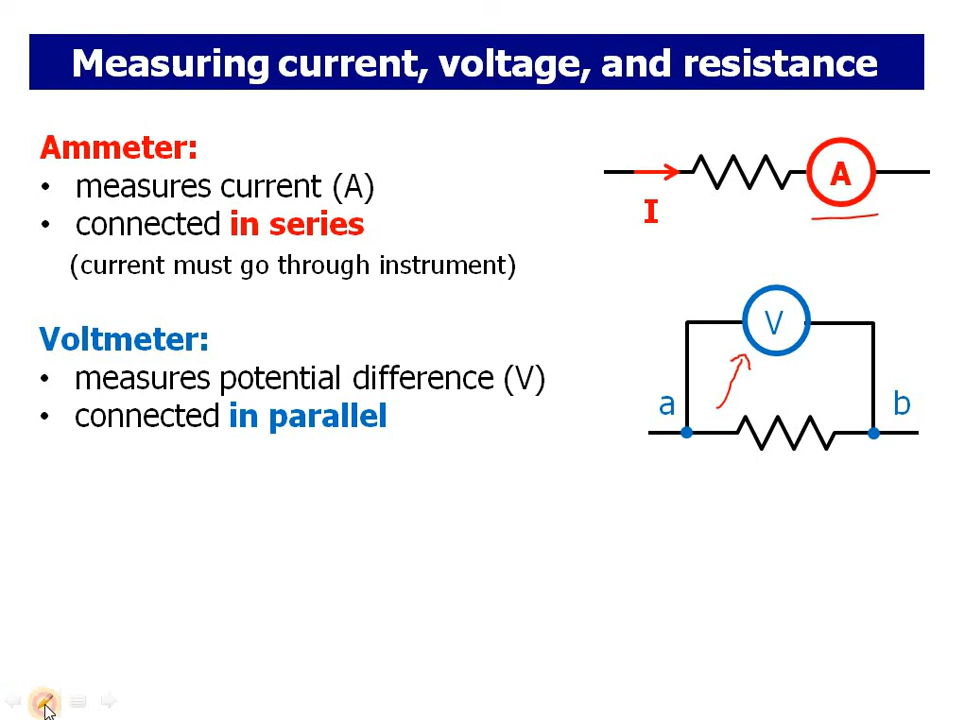 Measuring current, voltage, and resistance
Ammeter:
• measures current (A)
• connected in series
(current must go through instrument)
A
I
Voltmeter:
• measures potential difference (V)
• connected in parallel
V
a
b